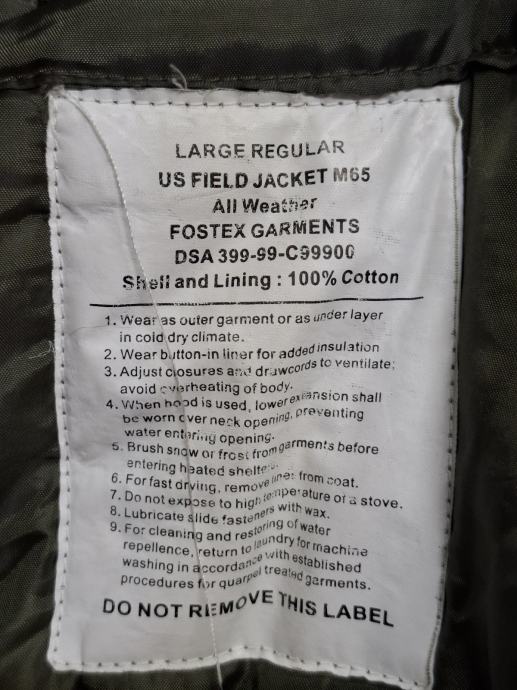 LARGE REGULAR
US FIELD JACKET M65
All Weather
FOSTEX GARMENTS
DSA 399-99-C99900
Shell and Lining : 100% Cotton
1. Wear as outer garment or as under layer
in cold dry climate.
2. Wear button-in liner for added insulation
3. Adjust closures and drawcords to ventilate;
avoid overheating of body.
4. When hood is used, lower extension shall
be worn over neck opening, preventing
water entering opening.
5. Brush snow or frost from garments before
entering heated shelter.
6. For fast drying, remove liner from coat.
7. Do not expose to high temperature of a stove.
8. Lubricate slide fasteners with wax.
9. For cleaning and restoring of water
repellence, return to laundry for machine
washing in accordance with established
procedures for quarpel treated garments.
DO NOT REMOVE THIS LABEL